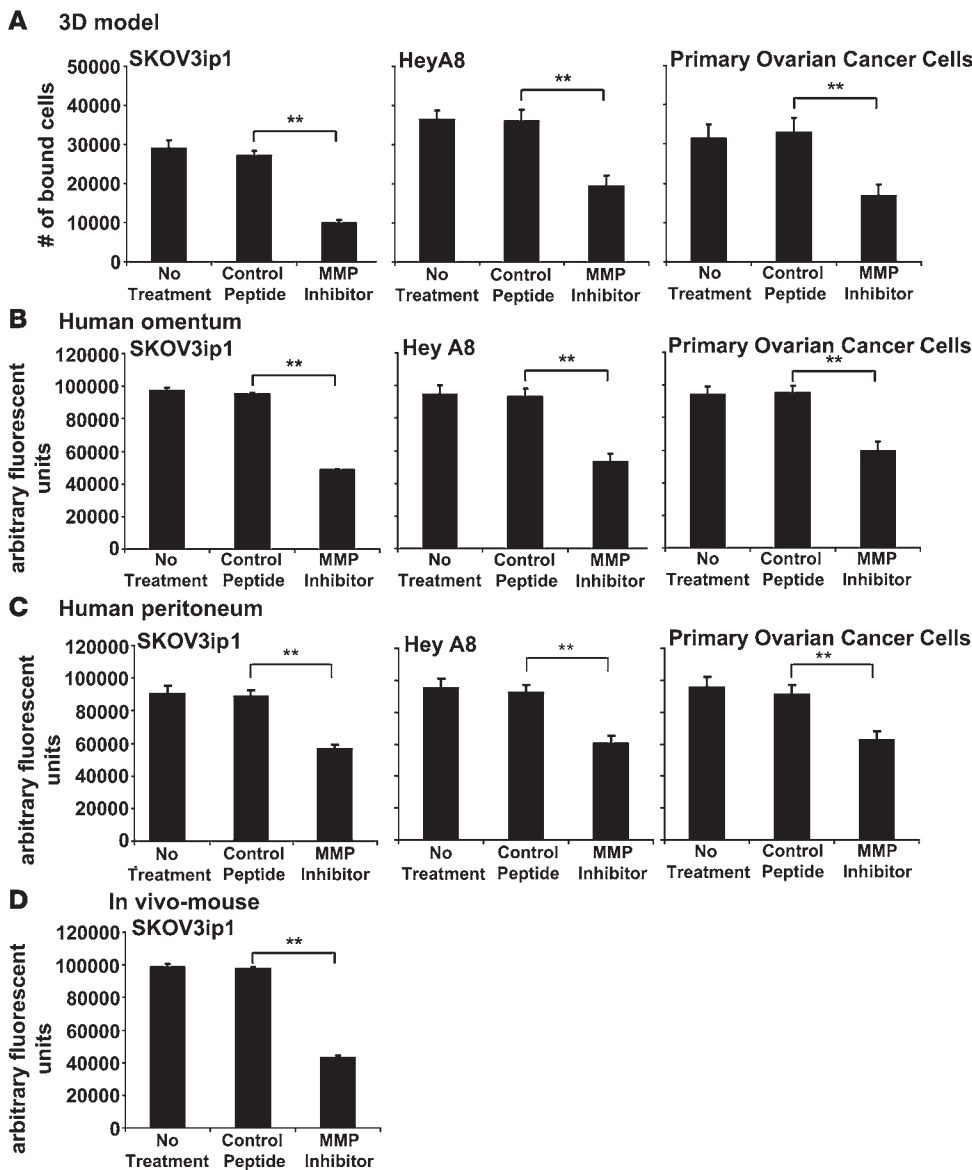 A 3D model
SKOV3ip1
HeyA8
Primary Ovarian Cancer Cells
# of bound cells
50000
40000
30000
20000
10000
0
**
**
**
No Treatment
Control Peptide
MMP Inhibitor
No Treatment
Control Peptide
MMP Inhibitor
No Treatment
Control Peptide
MMP Inhibitor
B Human omentum
SKOV3ip1
Hey A8
Primary Ovarian Cancer Cells
arbitrary fluorescent units
120000
100000
80000
60000
40000
20000
0
**
**
**
No Treatment
Control Peptide
MMP Inhibitor
No Treatment
Control Peptide
MMP Inhibitor
No Treatment
Control Peptide
MMP Inhibitor
C Human peritoneum
SKOV3ip1
Hey A8
Primary Ovarian Cancer Cells
arbitrary fluorescent units
120000
100000
80000
60000
40000
20000
0
**
**
**
No Treatment
Control Peptide
MMP Inhibitor
No Treatment
Control Peptide
MMP Inhibitor
No Treatment
Control Peptide
MMP Inhibitor
D In vivo-mouse
SKOV3ip1
arbitrary fluorescent units
120000
100000
80000
60000
40000
20000
0
**
No Treatment
Control Peptide
MMP Inhibitor